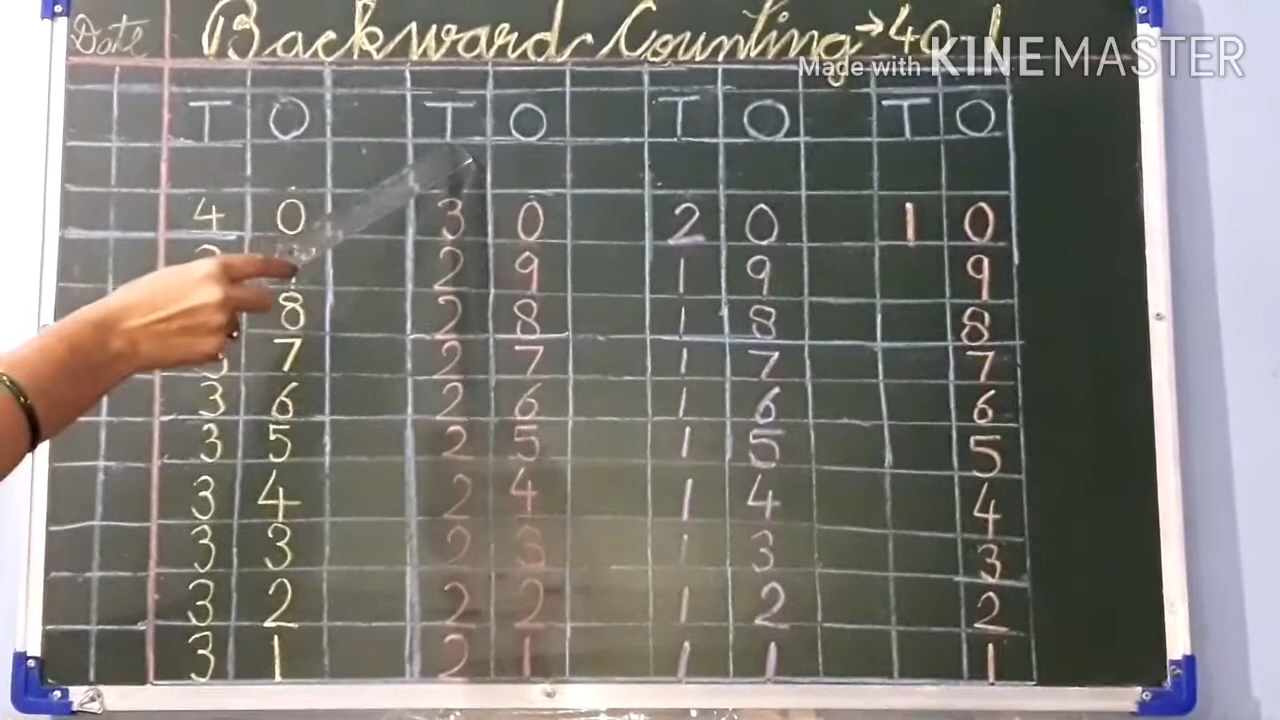 Date Backward Counting → 40-1
Made with KINEMASTER
T O T O T O T O
4 0 3 0 2 0 1 0
2 9 1 9 9
8 2 8 1 8 8
7 2 7 1 7 7
3 6 2 6 1 6 6
3 5 2 5 1 5 5
3 4 2 4 1 4 4
3 3 2 3 1 3 3
3 2 2 2 1 2 2
3 1 2 1 1 1 1